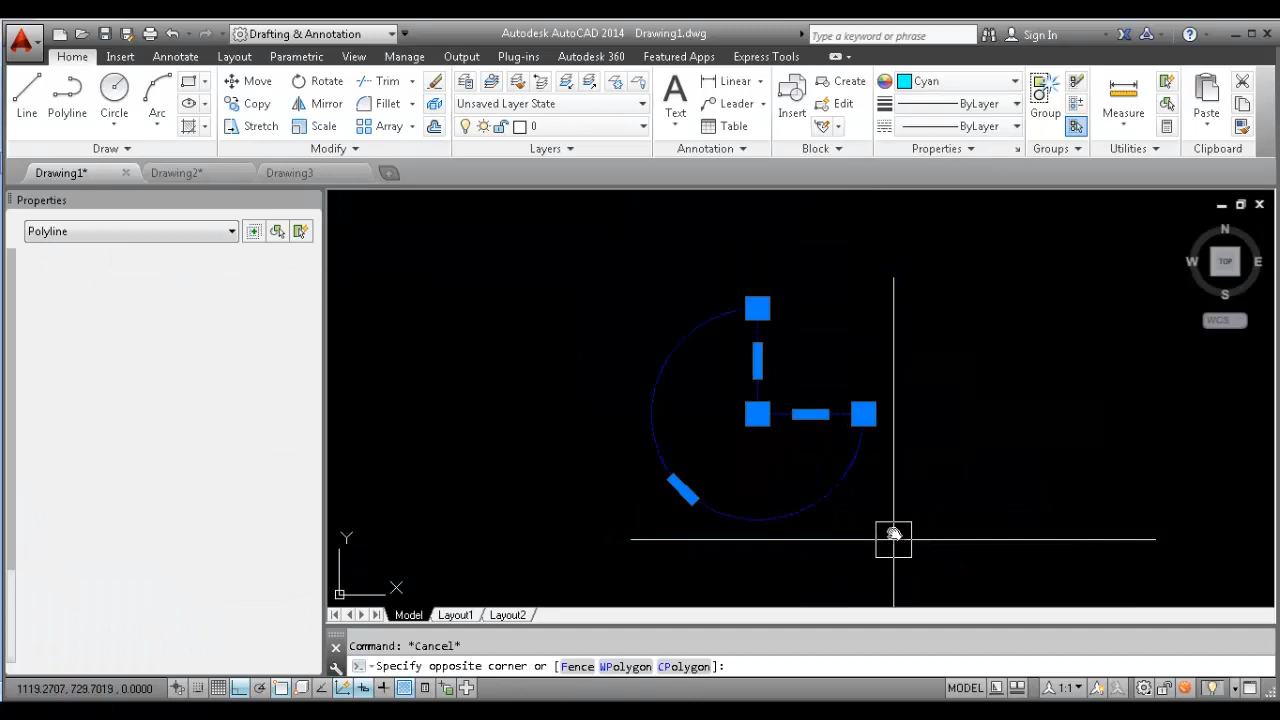 Drafting & Annotation Autodesk AutoCAD 2014 Drawing1.dwg Type a keyword or phrase Sign In
Home Insert Annotate Layout Parametric View Manage Output Plug-ins Autodesk 360 Featured Apps Express Tools
Line Polyline Circle Arc
Move Rotate Trim
Copy Mirror Fillet
Stretch Scale Array
Unsaved Layer State
0
Text
Linear
Leader
Table
Insert
Create
Edit
Cyan
ByLayer
ByLayer
Group
Measure
Paste
Draw Modify Layers Annotation Block Properties Groups Utilities Clipboard
Drawing1* Drawing2* Drawing3
Properties
Polyline
N
W TOP E
S
WCS
Y
X
Model Layout1 Layout2
Command: *Cancel*
Specify opposite corner or [Fence WPolygon CPolygon]:
1119.2707, 729.7019, 0.0000 MODEL 1:1